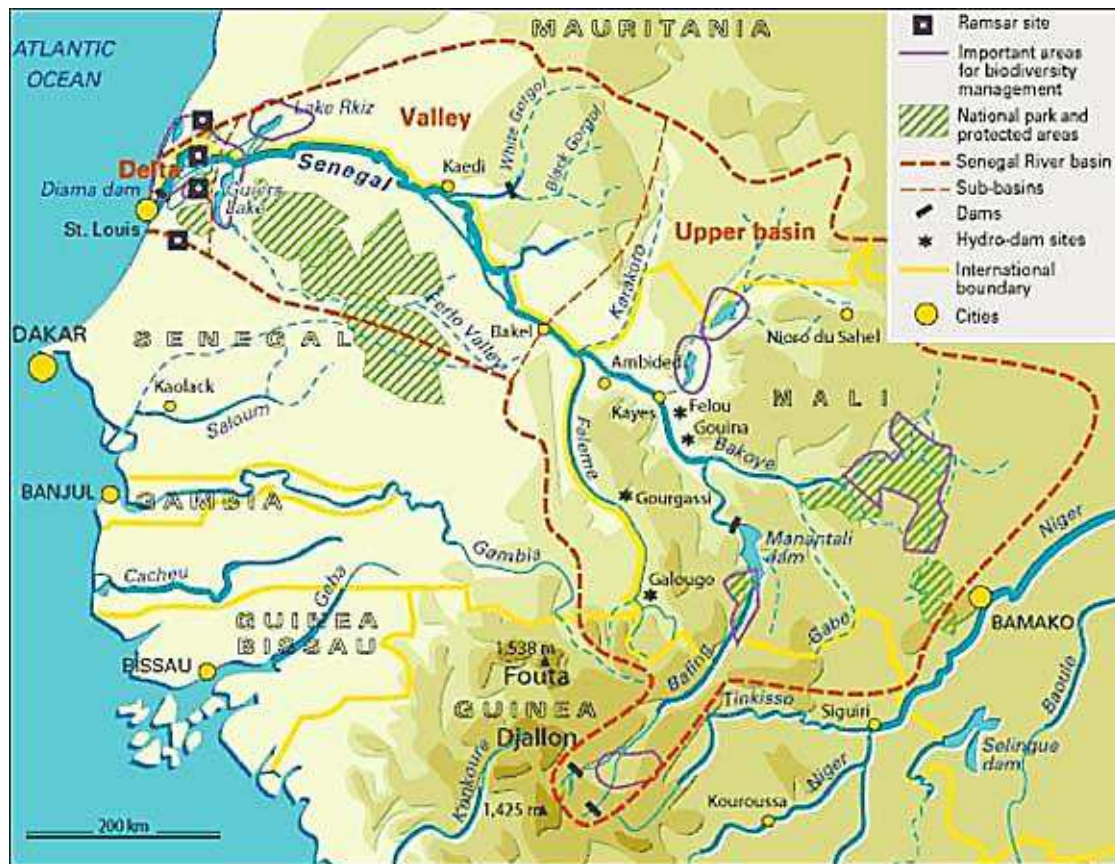 MAURITANIA
ATLANTIC
OCEAN
Ramsar site
Important areas
for biodiversity
management
National park and
protected areas
Senegal River basin
Sub-basins
Dams
Hydro-dam sites
International
boundary
Cities
Lake Rkiz
Valley
White Gorgol
Black Gorgol
Delta
Senegal
Kaedi
Diama dam
Guiers
Lake
St. Louis
Upper basin
Karakoro
Ferlo Valley
Bakel
Nioro du Sahel
DAKAR
SENEGAL
Ambidedi
Kaolack
Saloum
Kayes
Felou
Gouina
MALI
Bakoye
Faleme
BANJUL
GAMBIA
Gourgassi
Gambia
Manantali
dam
Niger
Cacheu
Geba
Galougo
Gabe
BAMAKO
GUINEA
BISSAU
BISSAU
1,538 m
Fouta
Bafing
Tinkisso
Siguiri
Baoule
GUINEA
Djallon
Selingue
dam
Konkoure
Niger
1,425 m
Kouroussa
200 km